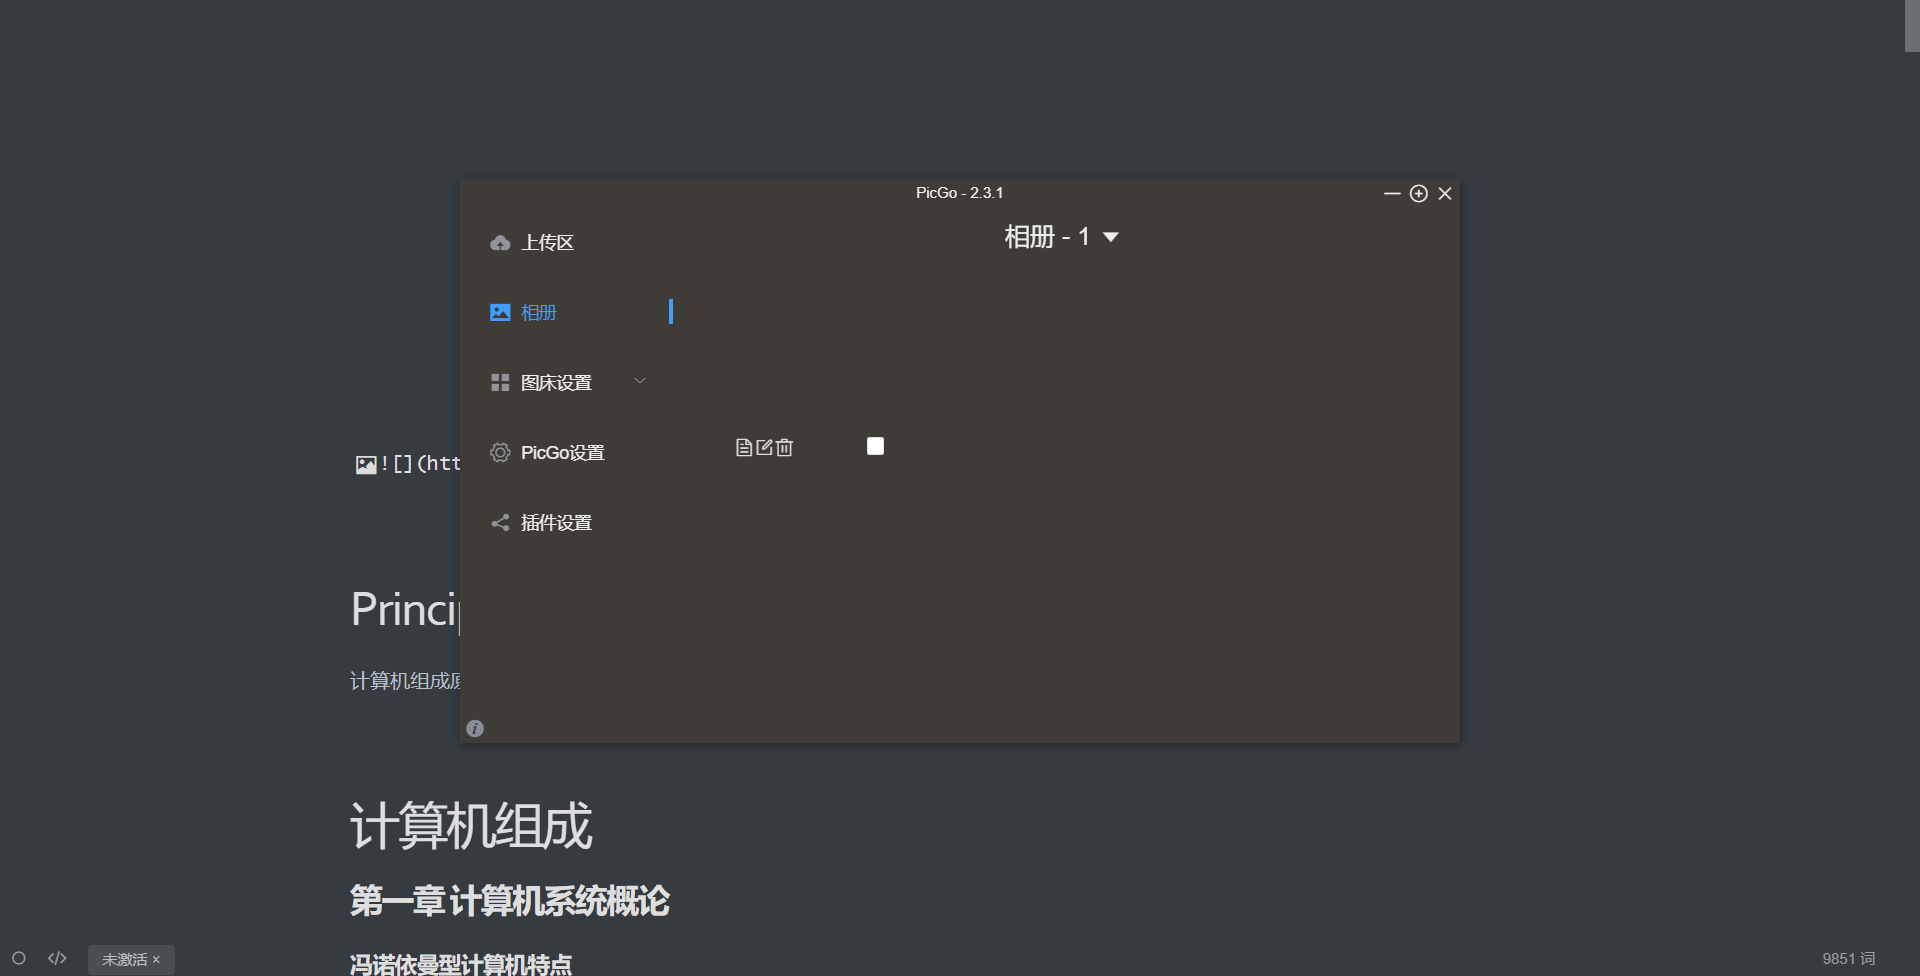 PicGo - 2.3.1
上传区
相册 - 1
相册
图床设置
PicGo设置
![](htt
插件设置
Princip
计算机组成
计算机组成
第一章 计算机系统概论
冯诺依曼型计算机特点
</>
未激活 ×
9851 词